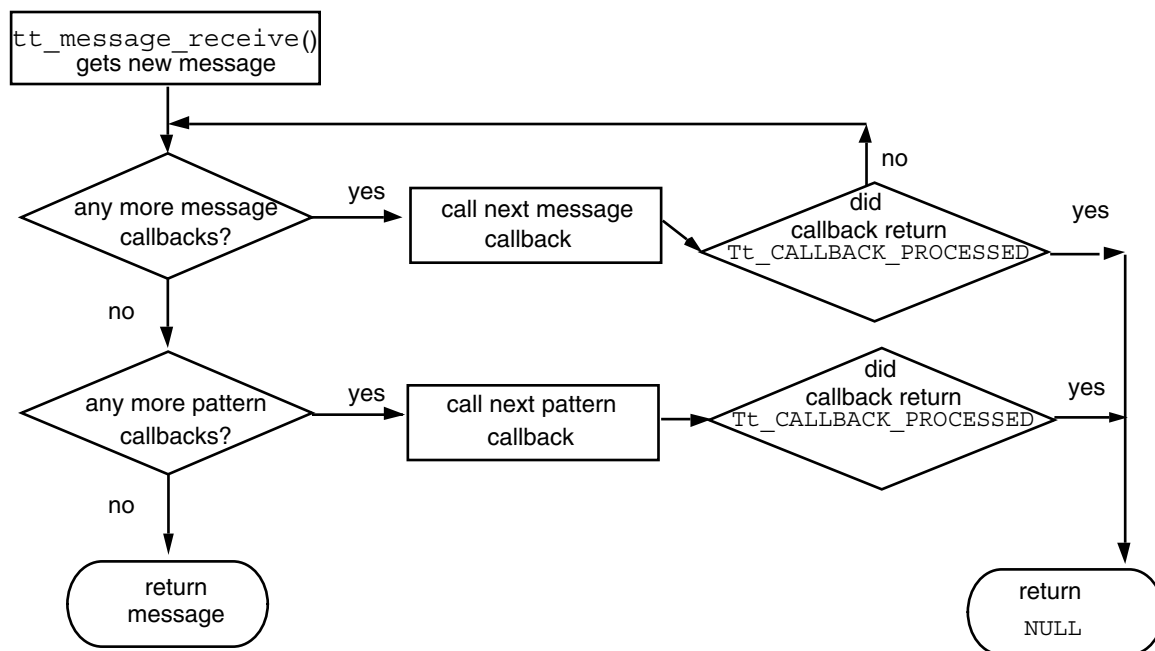 tt_message_receive()
gets new message
no
any more message
callbacks?
yes
call next message
callback
did
callback return
Tt_CALLBACK_PROCESSED
yes
no
any more pattern
callbacks?
yes
call next pattern
callback
did
callback return
Tt_CALLBACK_PROCESSED
yes
no
return
message
return
NULL